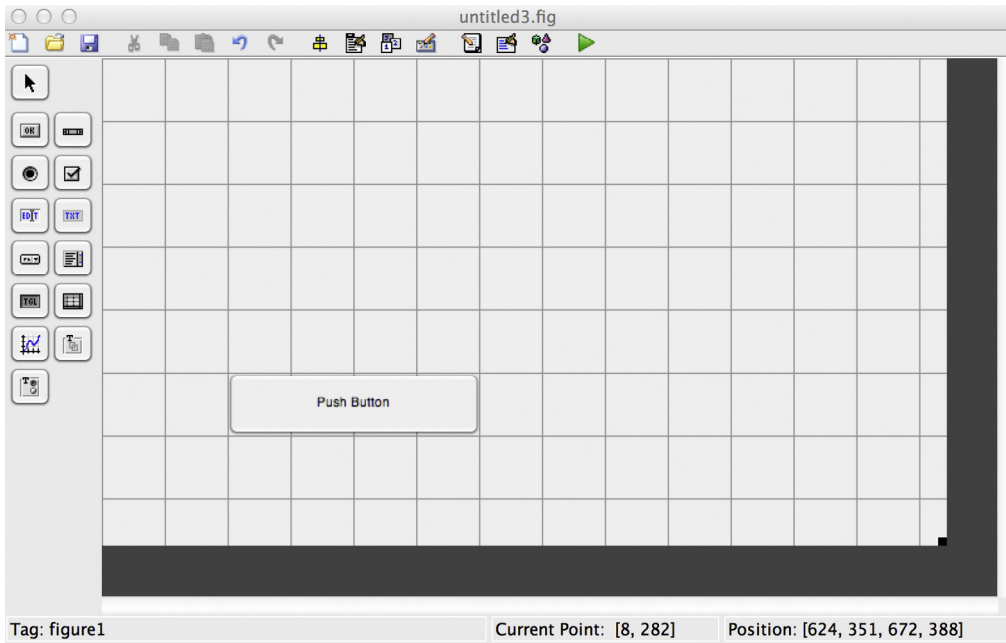 untitled3.fig
OK
EDIT TXT
TGL
T
T
Push Button
Tag: figure1
Current Point: [8, 282]
Position: [624, 351, 672, 388]